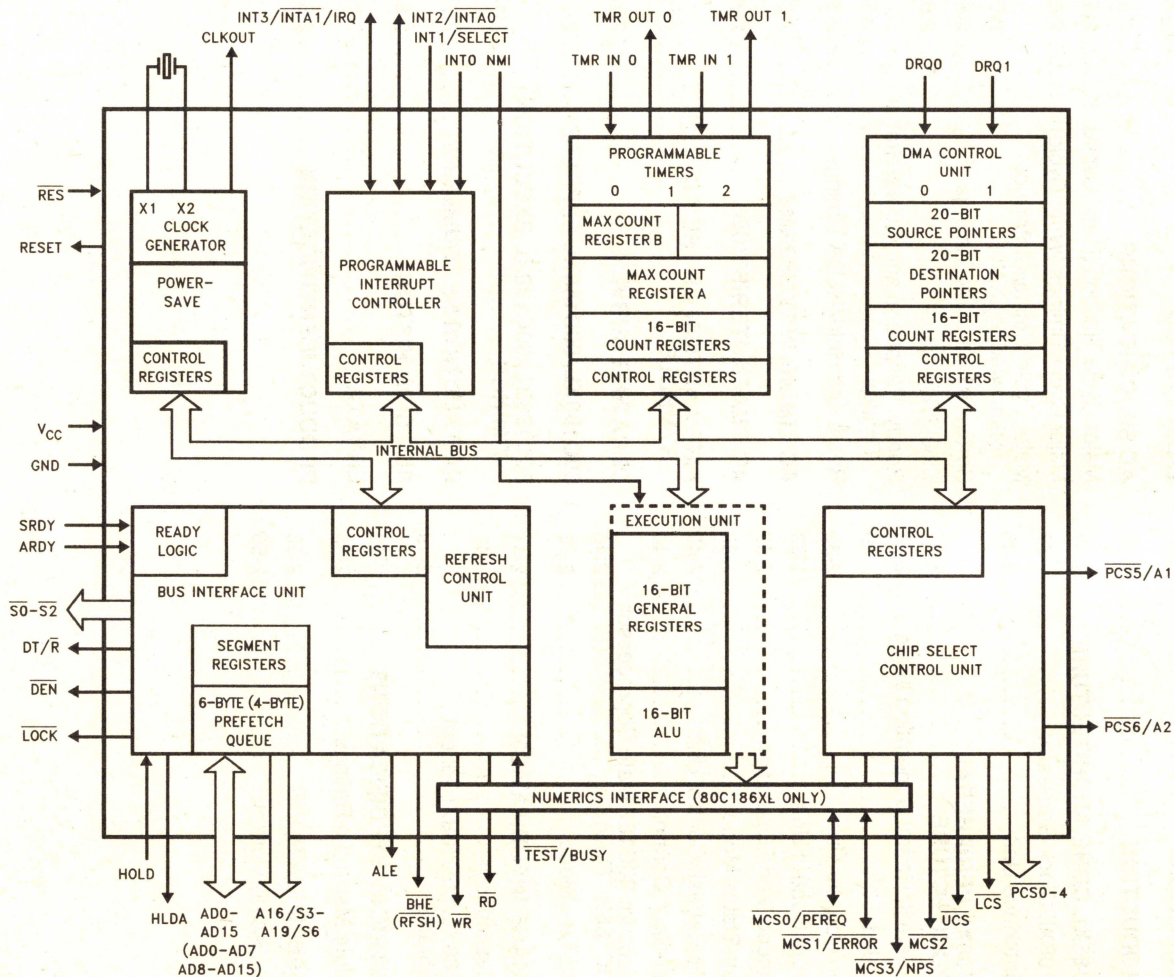 INT3/INTA1/IRQ
INT2/INTA0
TMR OUT 0
TMR OUT 1
CLKOUT
INT1/SELECT
INT0 NMI
TMR IN 0
TMR IN 1
DRQ0
DRQ1
RES
RESET
X1 X2
CLOCK
GENERATOR
POWER-
SAVE
CONTROL
REGISTERS
PROGRAMMABLE
INTERRUPT
CONTROLLER
CONTROL
REGISTERS
PROGRAMMABLE
TIMERS
0 1 2
MAX COUNT
REGISTER B
MAX COUNT
REGISTER A
16-BIT
COUNT REGISTERS
CONTROL REGISTERS
DMA CONTROL
UNIT
0 1
20-BIT
SOURCE POINTERS
20-BIT
DESTINATION
POINTERS
16-BIT
COUNT REGISTERS
CONTROL
REGISTERS
VCC
GND
INTERNAL BUS
SRDY
ARDY
S0-S2
DT/R
DEN
LOCK
READY
LOGIC
CONTROL
REGISTERS
REFRESH
CONTROL
UNIT
BUS INTERFACE UNIT
SEGMENT
REGISTERS
6-BYTE (4-BYTE)
PREFETCH
QUEUE
EXECUTION UNIT
16-BIT
GENERAL
REGISTERS
16-BIT
ALU
CONTROL
REGISTERS
CHIP SELECT
CONTROL UNIT
PCS5/A1
PCS6/A2
NUMERICS INTERFACE (80C186XL ONLY)
HOLD
HLDA
AD0-
AD15
(AD0-AD7
AD8-AD15)
A16/S3-
A19/S6
ALE
BHE
(RFSH)
WR
RD
TEST/BUSY
MCS0/PEREQ
MCS1/ERROR
MCS3/NPS
MCS2
UCS
LCS
PCS0-4